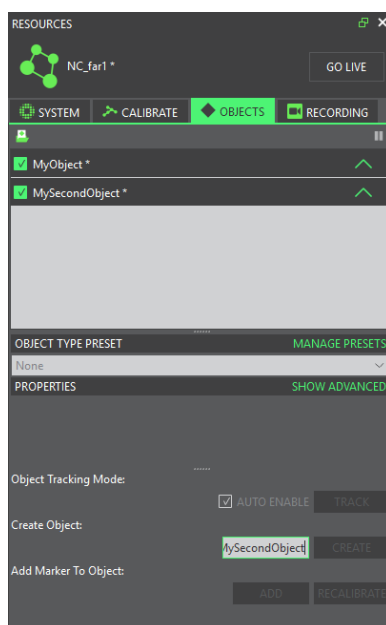 RESOURCES
NC_far1 *
GO LIVE
SYSTEM CALIBRATE OBJECTS RECORDING
MyObject *
MySecondObject *
OBJECT TYPE PRESET MANAGE PRESETS
None
PROPERTIES SHOW ADVANCED
Object Tracking Mode:
AUTO ENABLE TRACK
Create Object:
MySecondObject CREATE
Add Marker To Object:
ADD RECALIBRATE